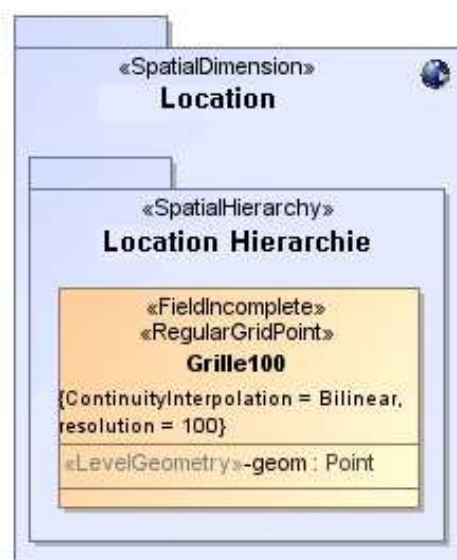 «SpatialDimension»
Location
«SpatialHierarchy»
Location Hierarchie
«FieldIncomplete»
«RegularGridPoint»
Grille100
{ContinuityInterpolation = Bilinear,
resolution = 100}
«LevelGeometry»-geom : Point